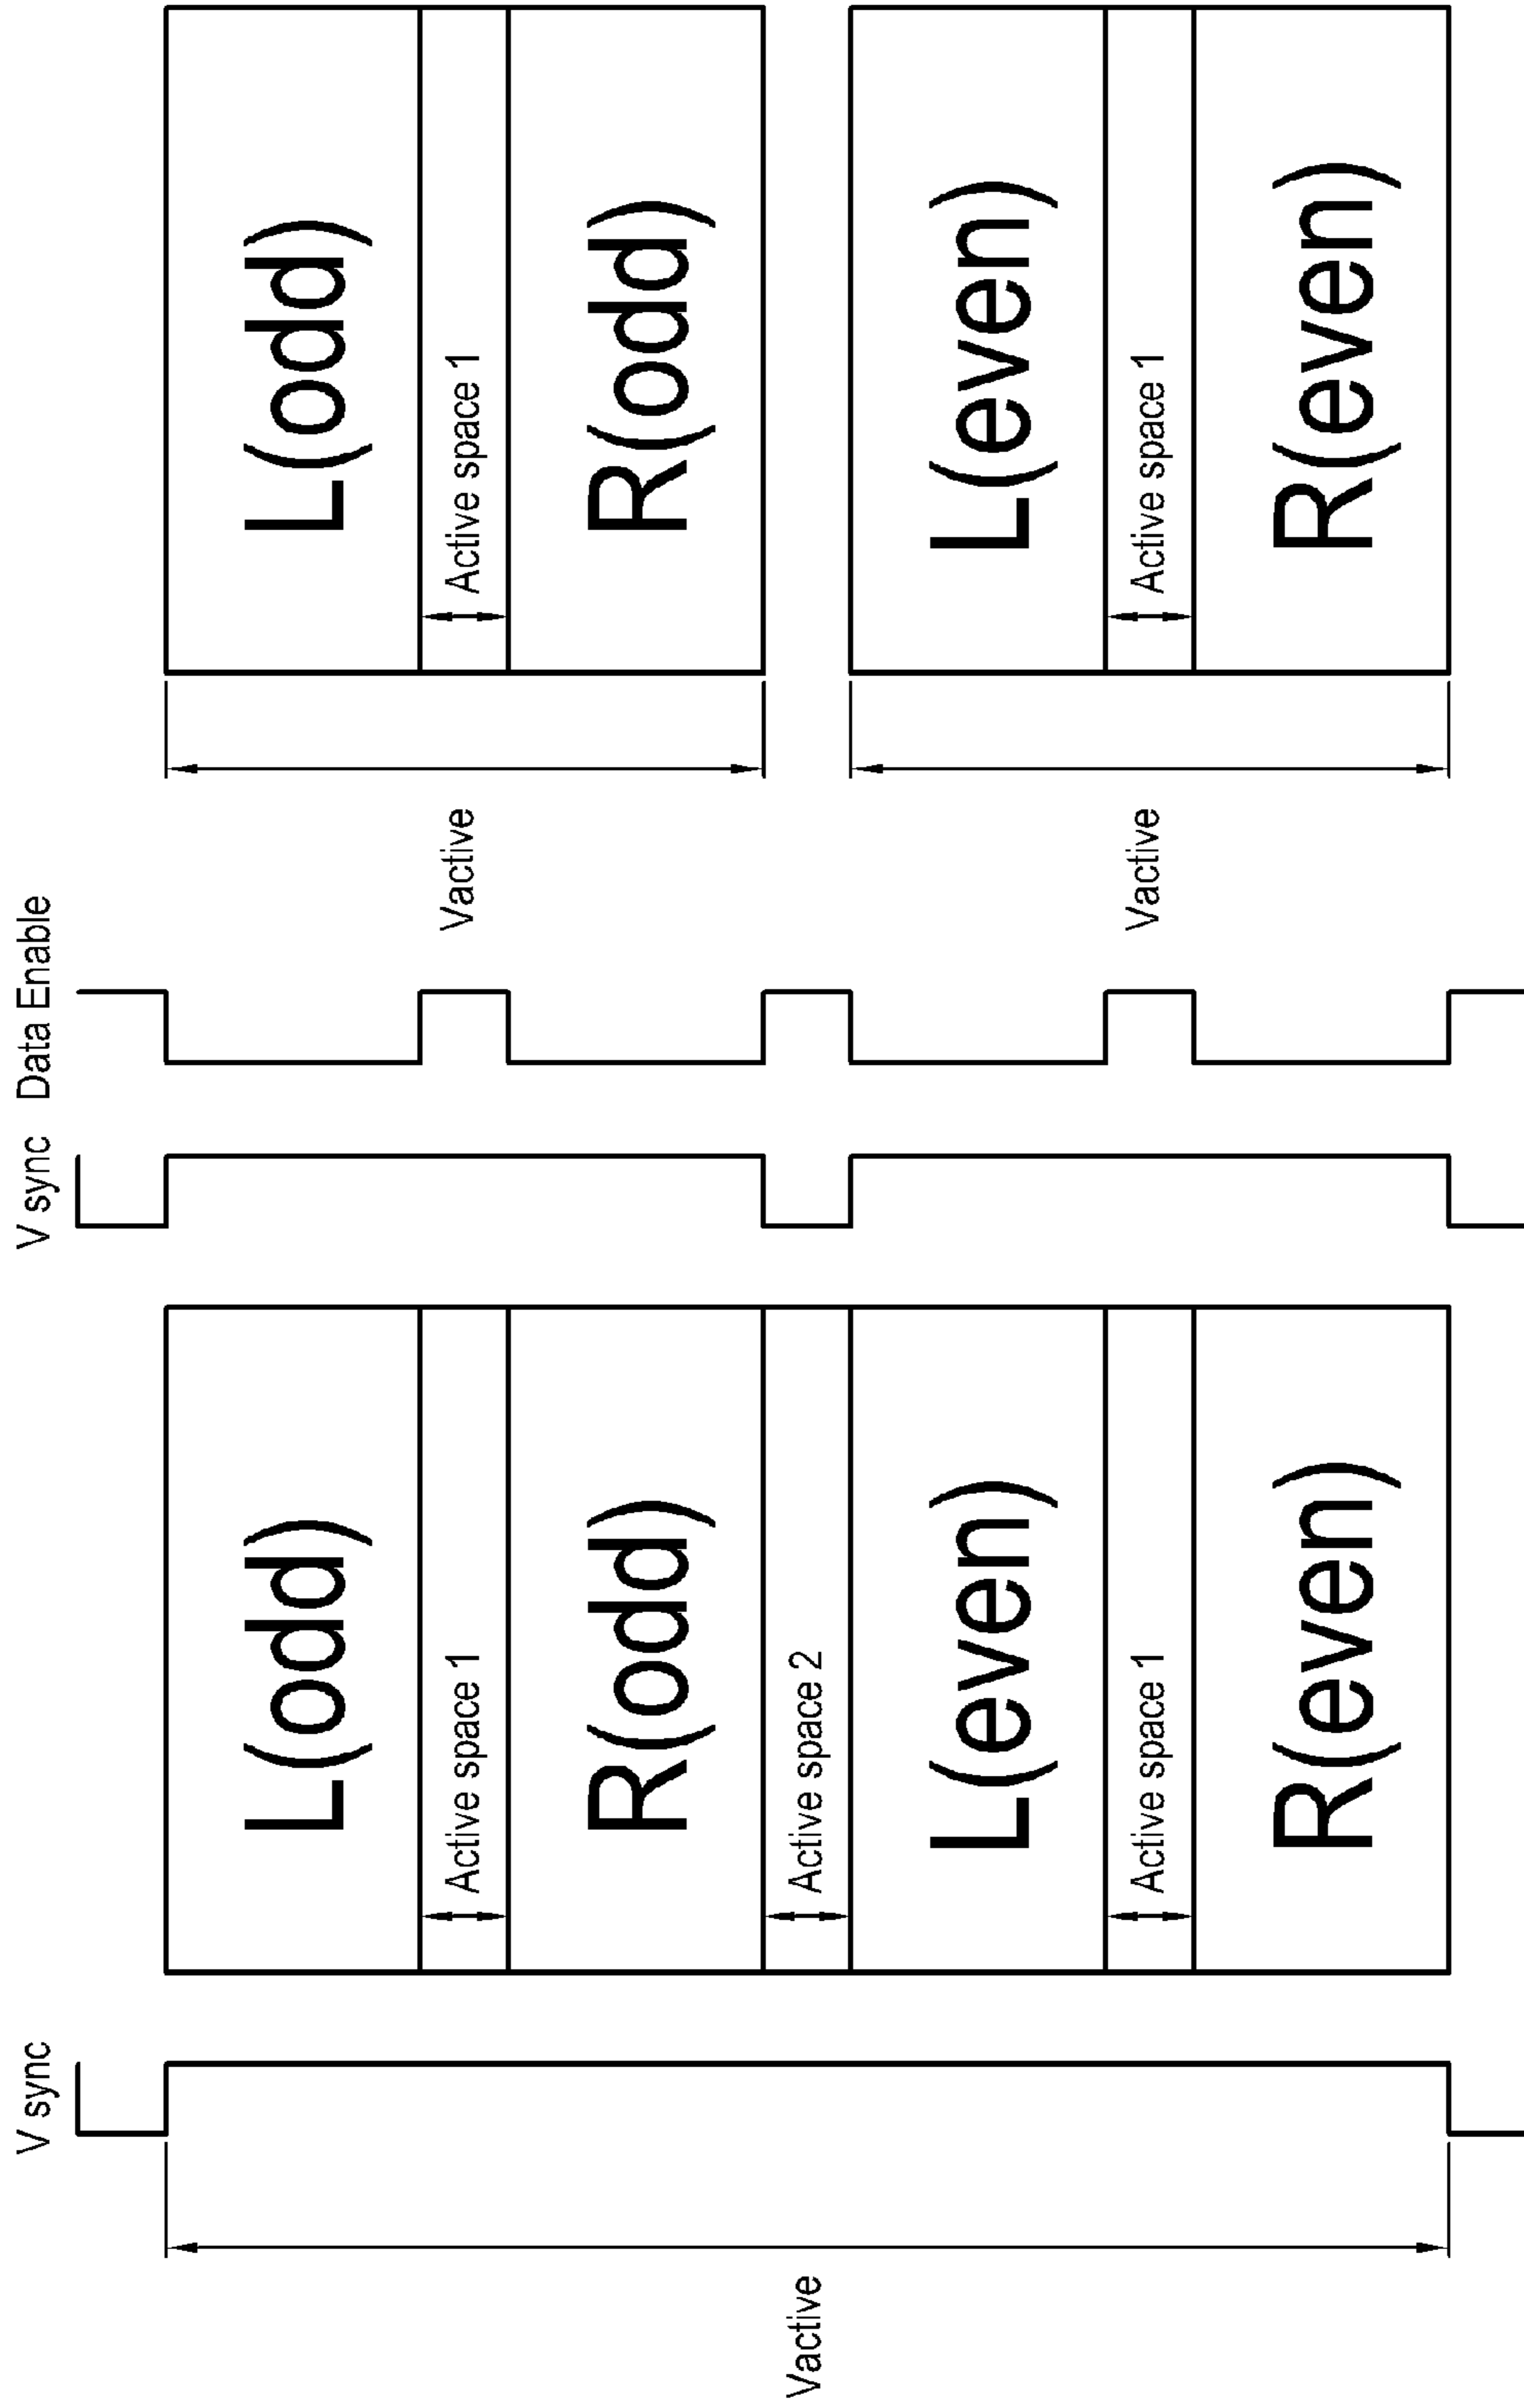 V sync
Vactive
L(odd)
Active space 1
R(odd)
Active space 2
L(even)
Active space 1
R(even)
V sync
Data Enable
Vactive
Vactive
L(odd)
Active space 1
R(odd)
L(even)
Active space 1
R(even)